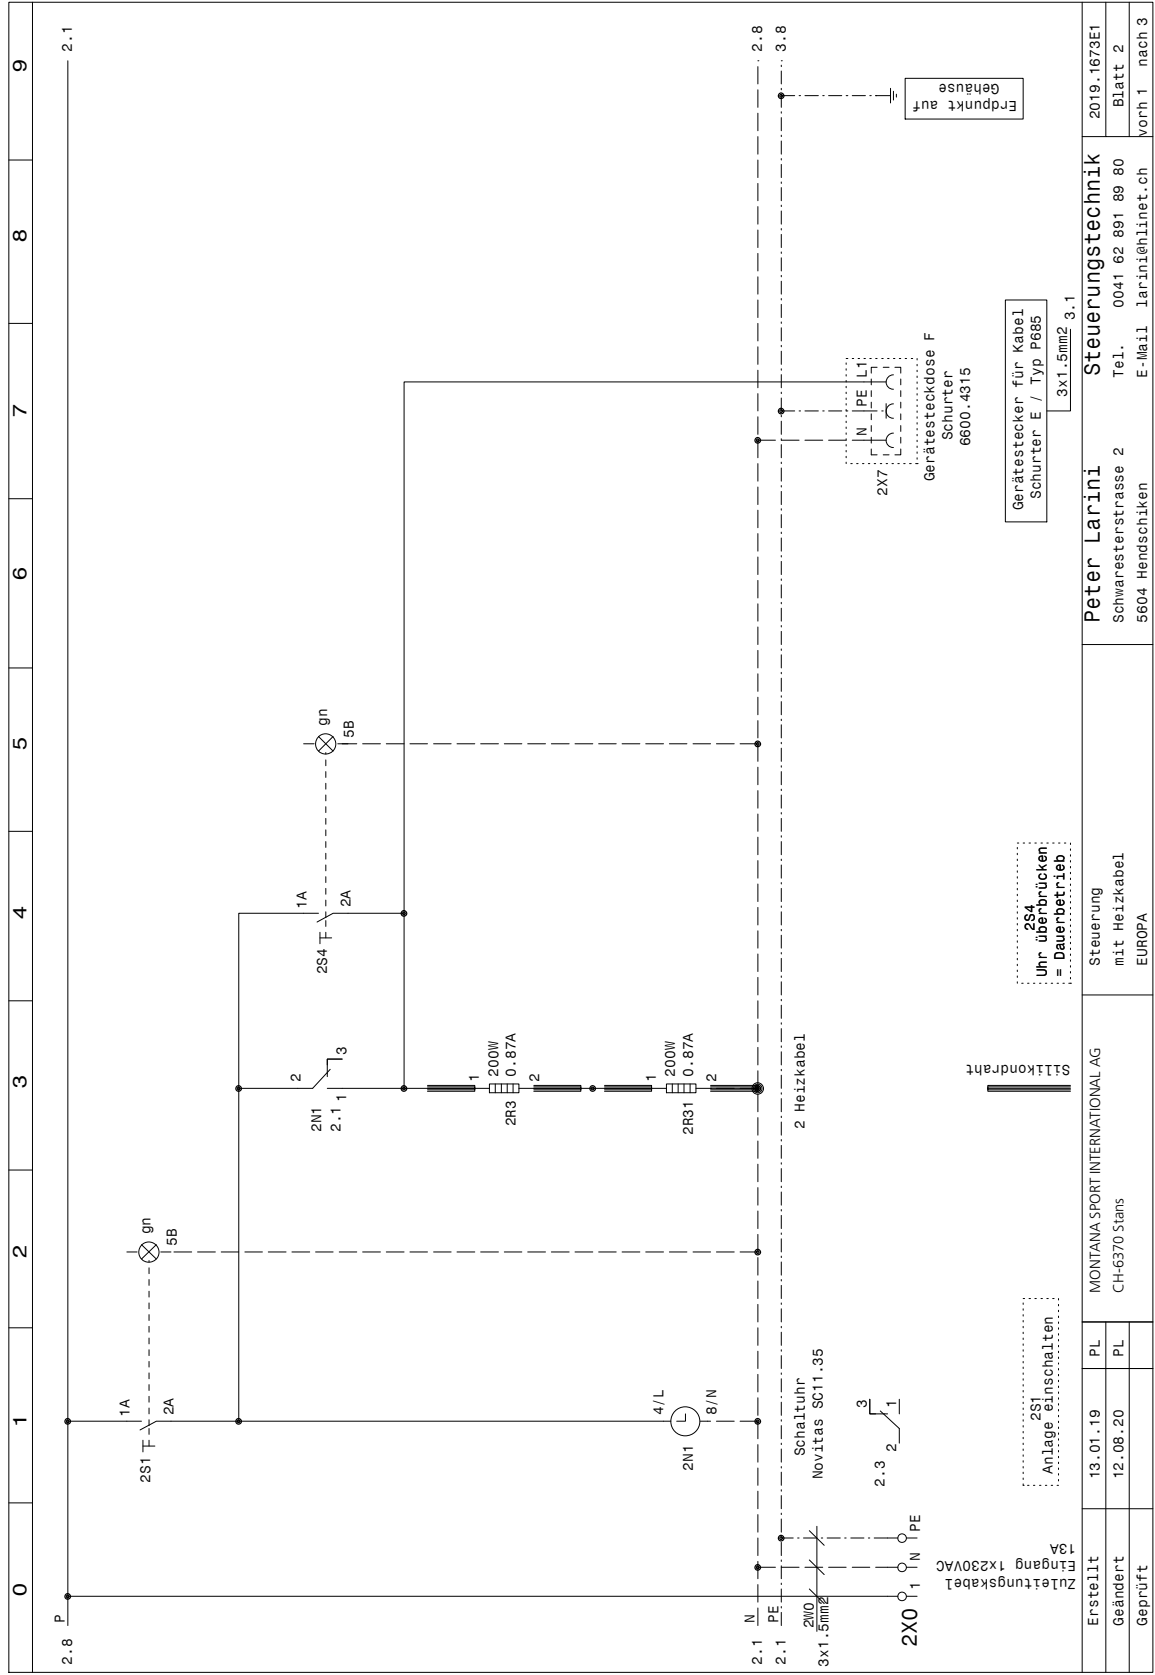 0 1 2 3 4 5 6 7 8 9
2.8 P
2.1
1A
2S1
2A
gn
5B
2
2N1
2.1
1
3
1A
2S4
2A
gn
5B
1
2R3
200W
0.87A
2
1
2R31
200W
0.87A
2
4/L
2N1
8/N
2.1 N
2.8
2.1 PE
3.8
2W0
3x1.5mm2
2X0
1
N
PE
Zuleitungskabel
Eingang 1x230VAC
13A
Schaltuhr
Novitas SC11.35
2.3
2
3
1
2 Heizkabel
N
PE
L1
2X7
Gerätesteckdose F
Schurter
6600.4315
Erdpunkt auf
Gehäuse
2S1
Anlage einschalten
Silikondraht
2S4
Uhr überbrücken
= Dauerbetrieb
Gerätestecker für Kabel
Schurter E / Typ P685
3x1.5mm2
3.1
Erstellt 13.01.19 PL
Geändert 12.08.20 PL
Geprüft
MONTANA SPORT INTERNATIONAL AG
CH-6370 Stans
Steuerung
mit Heizkabel
EUROPA
Peter Larini Steuerungstechnik
Schwaresterstrasse 2 Tel. 0041 62 891 89 80
5604 Hendschiken E-Mail larini@hlinet.ch
2019.1673E1
Blatt 2
vorh 1 nach 3